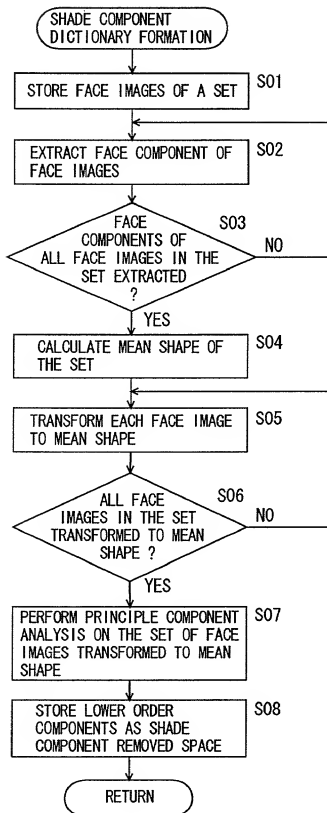 SHADE COMPONENT
DICTIONARY FORMATION
S01
STORE FACE IMAGES OF A SET
S02
EXTRACT FACE COMPONENT OF
FACE IMAGES
S03
FACE
COMPONENTS OF
ALL FACE IMAGES IN THE
SET EXTRACTED
?
NO
YES
S04
CALCULATE MEAN SHAPE OF
THE SET
S05
TRANSFORM EACH FACE IMAGE
TO MEAN SHAPE
S06
ALL FACE
IMAGES IN THE SET
TRANSFORMED TO MEAN
SHAPE ?
NO
YES
S07
PERFORM PRINCIPLE COMPONENT
ANALYSIS ON THE SET OF FACE
IMAGES TRANSFORMED TO MEAN
SHAPE
S08
STORE LOWER ORDER
COMPONENTS AS SHADE
COMPONENT REMOVED SPACE
RETURN